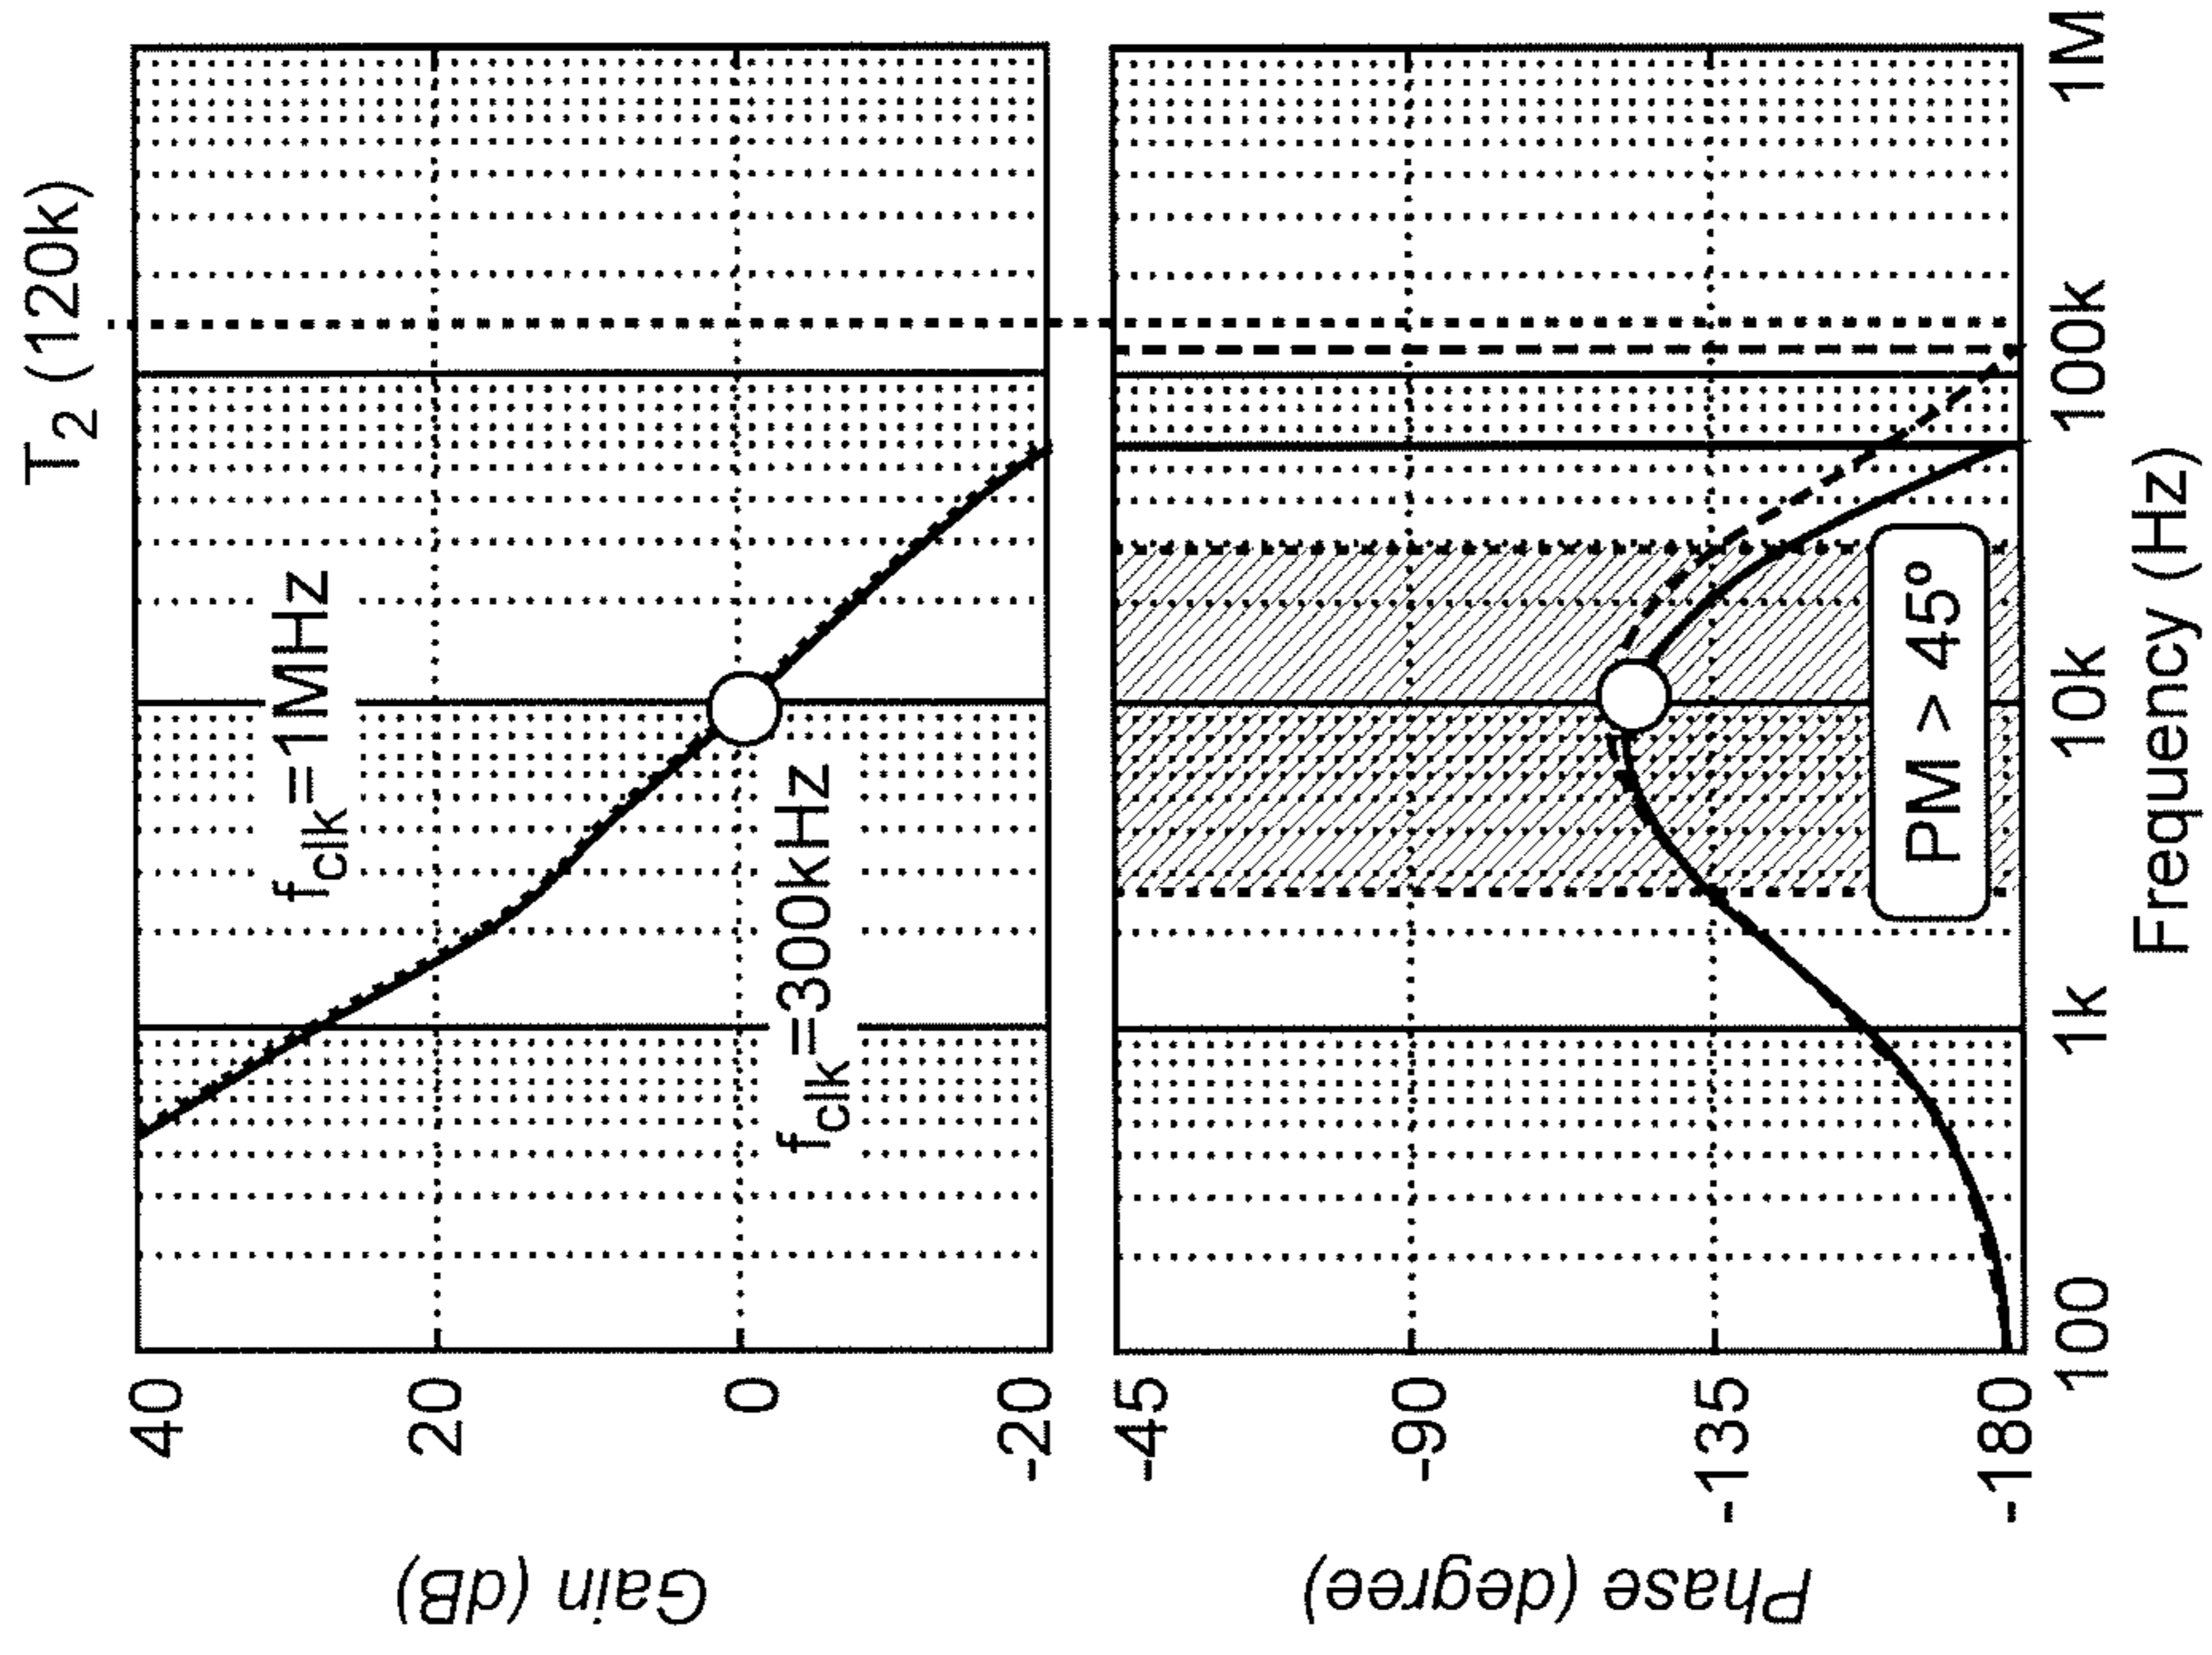 T2 (120k)
40
20
0
-20
Gain (dB)
fclk=1MHz
fclk=300kHz
-45
-90
-135
-180
Phase (degree)
PM > 45°
100
1k
10k
100k
1M
Frequency (Hz)